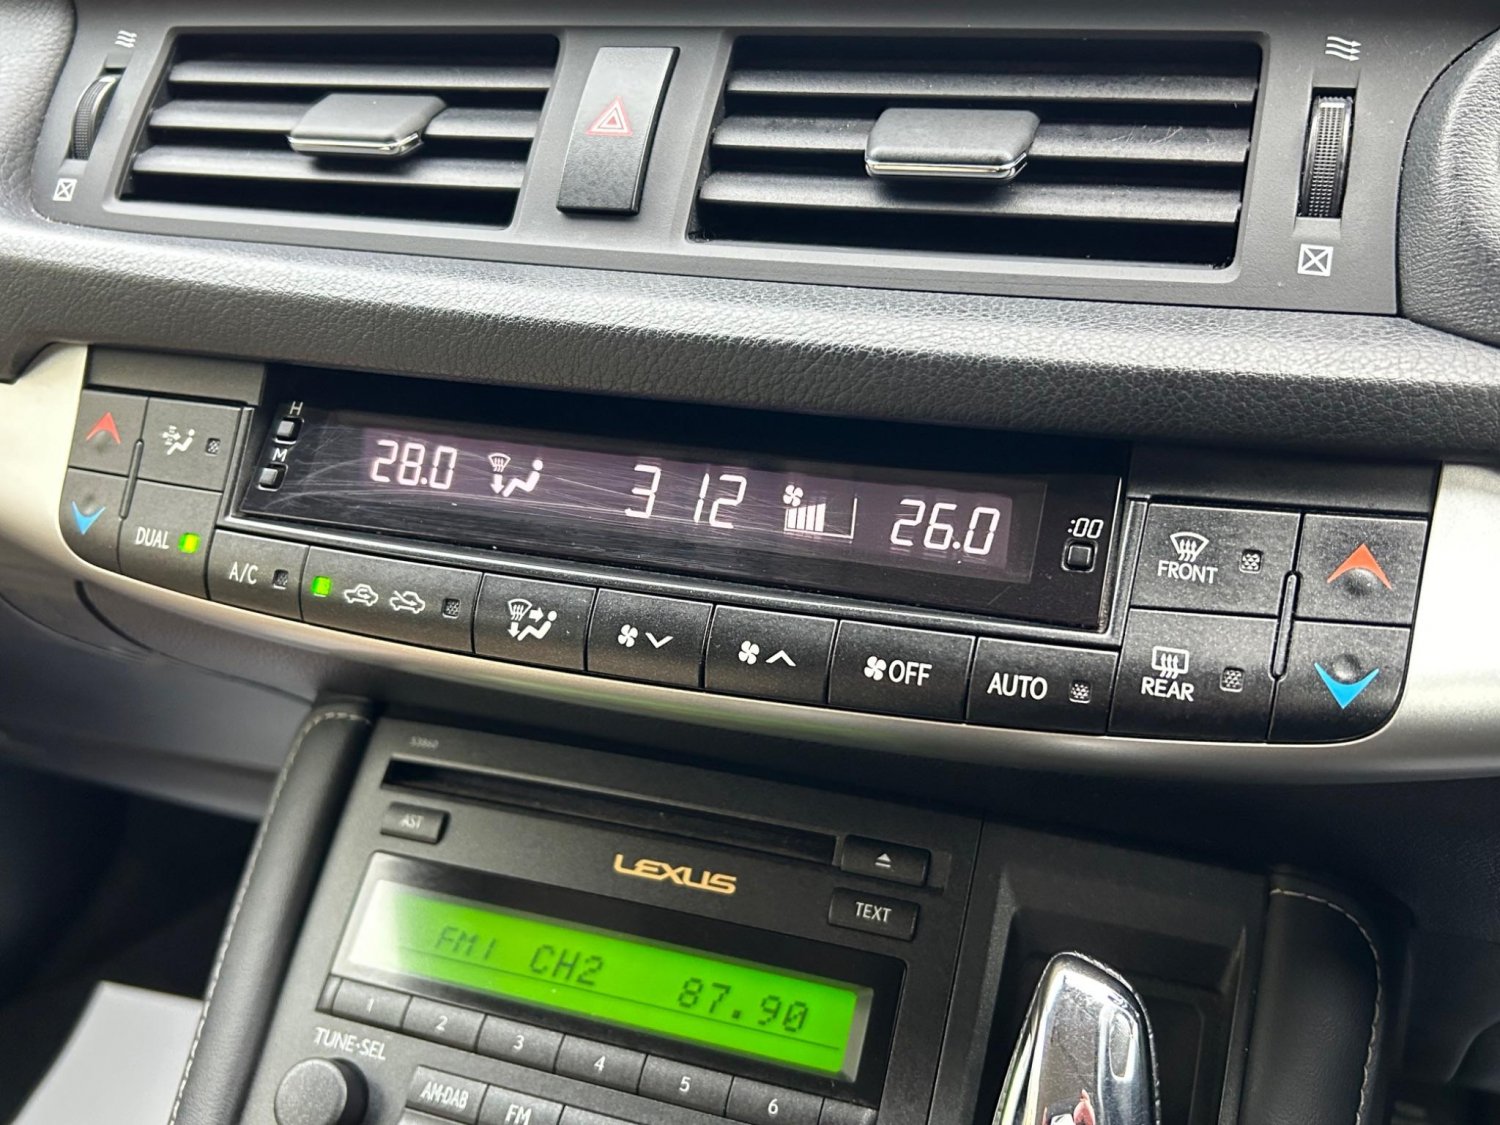 H
M
28.0
3 12
26.0
:00
DUAL
A/C
OFF
AUTO
FRONT
REAR
AST
LEXUS
TEXT
FM1 CH2 87.90
1 2 3 4 5 6
TUNE•SEL
AM•DAB
FM